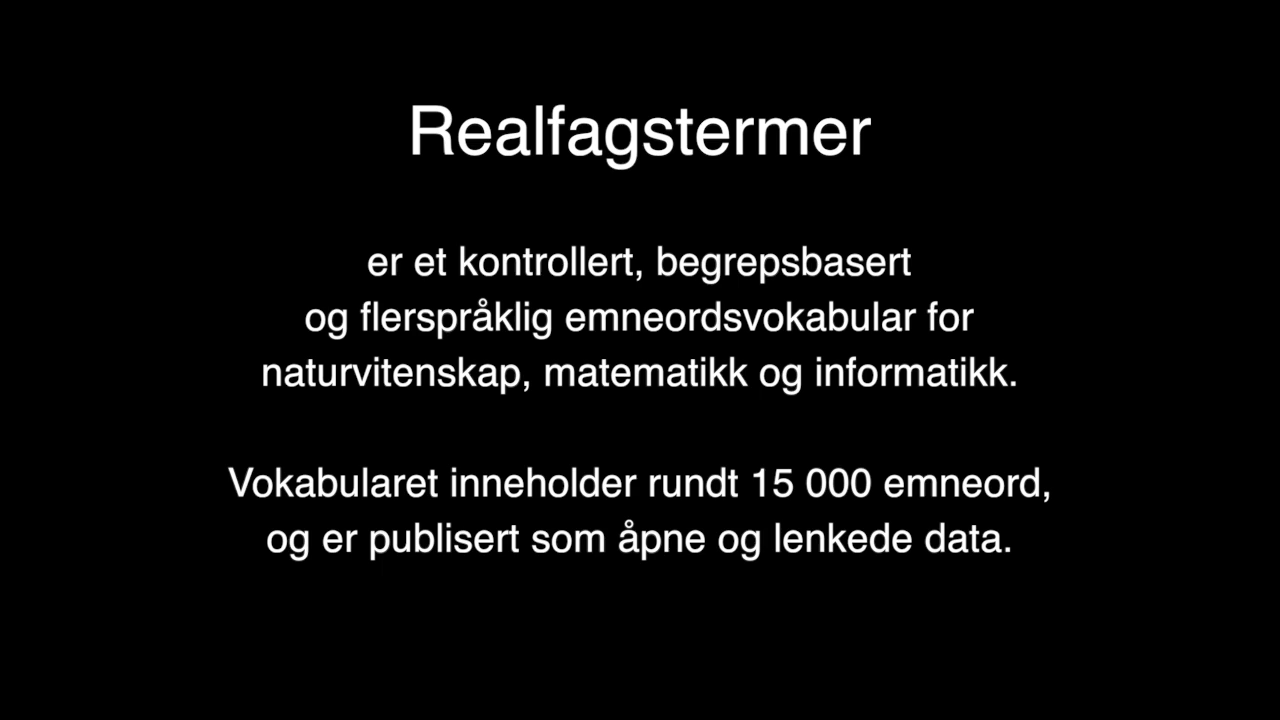 Realfagstermer
er et kontrollert, begrepsbasert
og flerspråklig emneordsvokabular for
naturvitenskap, matematikk og informatikk.
Vokabularet inneholder rundt 15 000 emneord,
og er publisert som åpne og lenkede data.